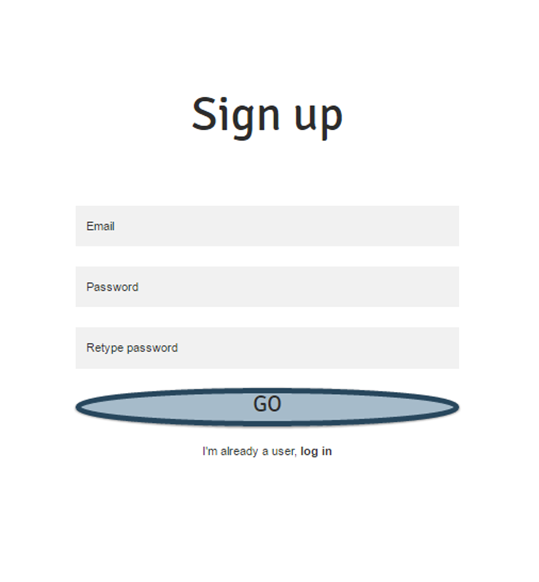 Sign up
Email
Password
Retype password
GO
I'm already a user, log in